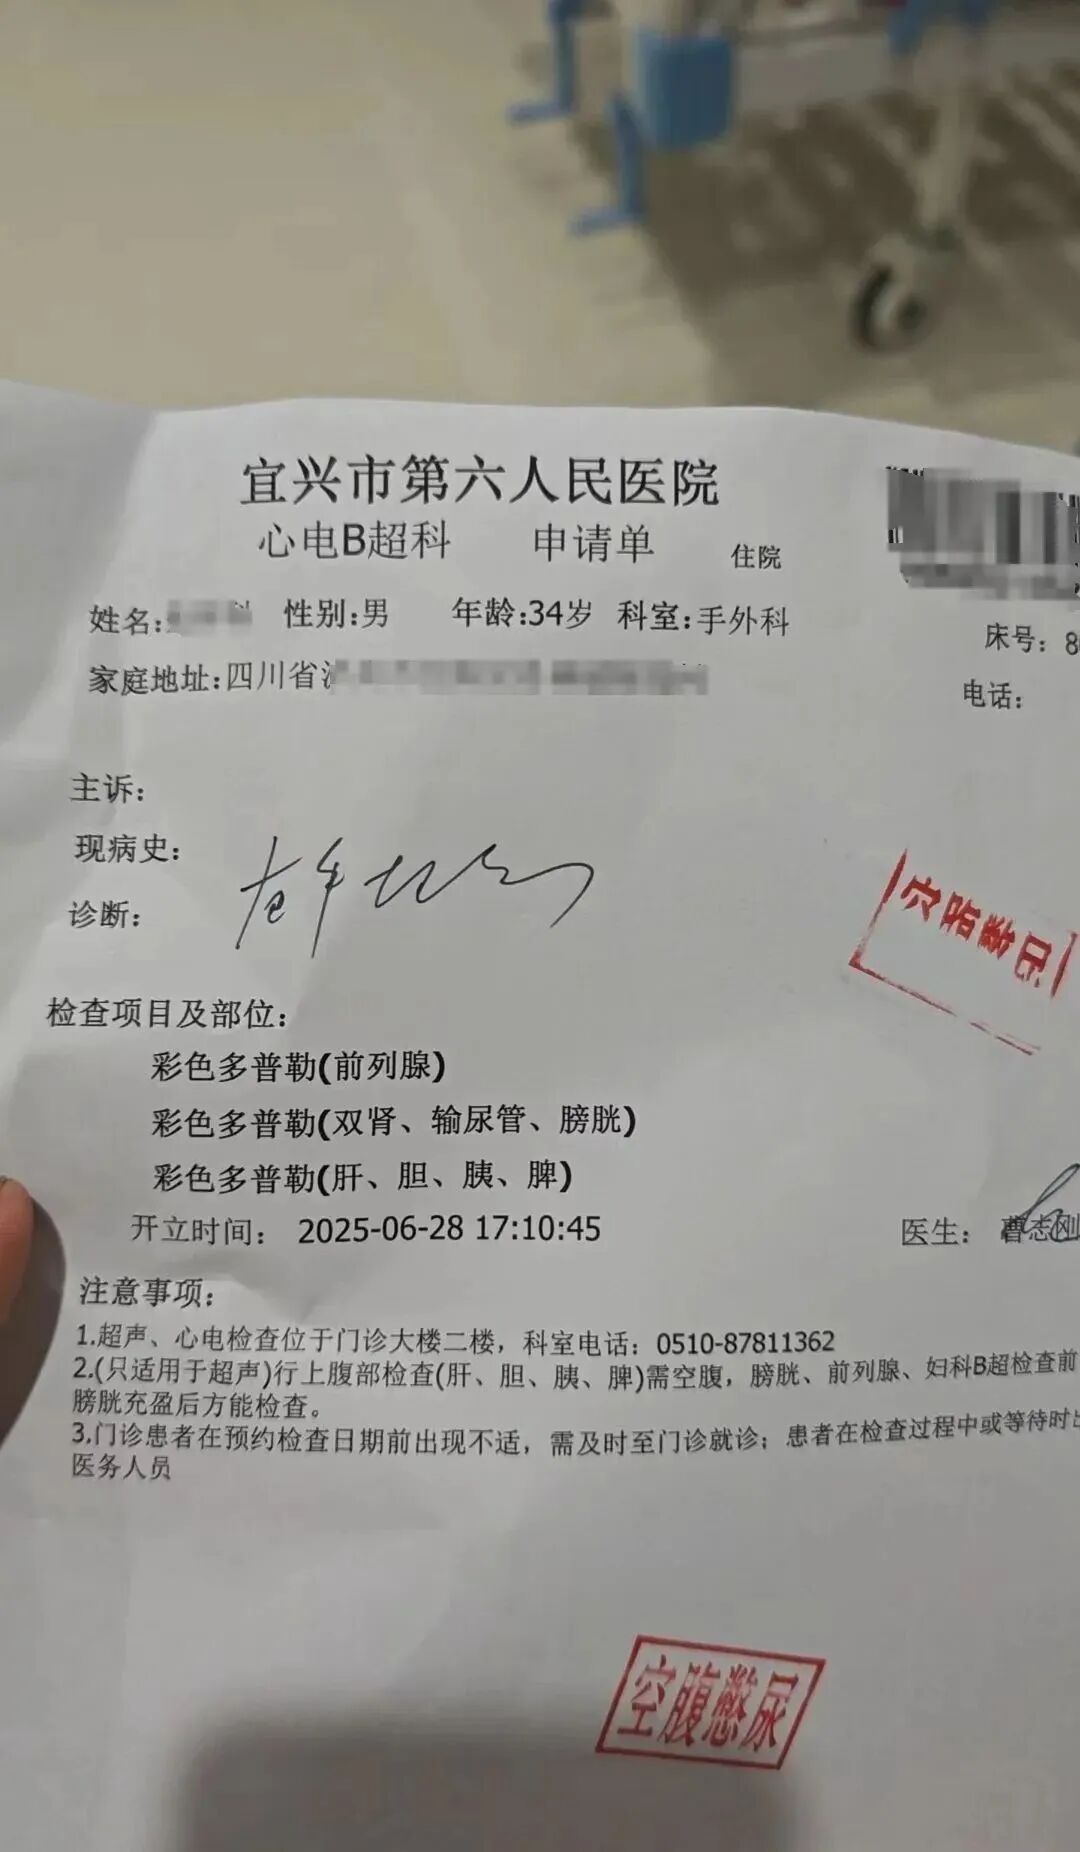 宜兴市第六人民医院
心电B超科 申请单 住院
姓名: 性别:男 年龄:34岁 科室:手外科
床号:8
家庭地址:四川省
电话:
主诉:
现病史:
诊断:
检查项目及部位:
彩色多普勒(前列腺)
彩色多普勒(双肾、输尿管、膀胱)
彩色多普勒(肝、胆、胰、脾)
开立时间: 2025-06-28 17:10:45 医生: 曹志刚
注意事项:
1.超声、心电检查位于门诊大楼二楼，科室电话：0510-87811362
2.(只适用于超声)行上腹部检查(肝、胆、胰、脾)需空腹，膀胱、前列腺、妇科B超检查前
膀胱充盈后方能检查。
3.门诊患者在预约检查日期前出现不适，需及时至门诊就诊；患者在检查过程中或等待时出
医务人员
空腹憋尿